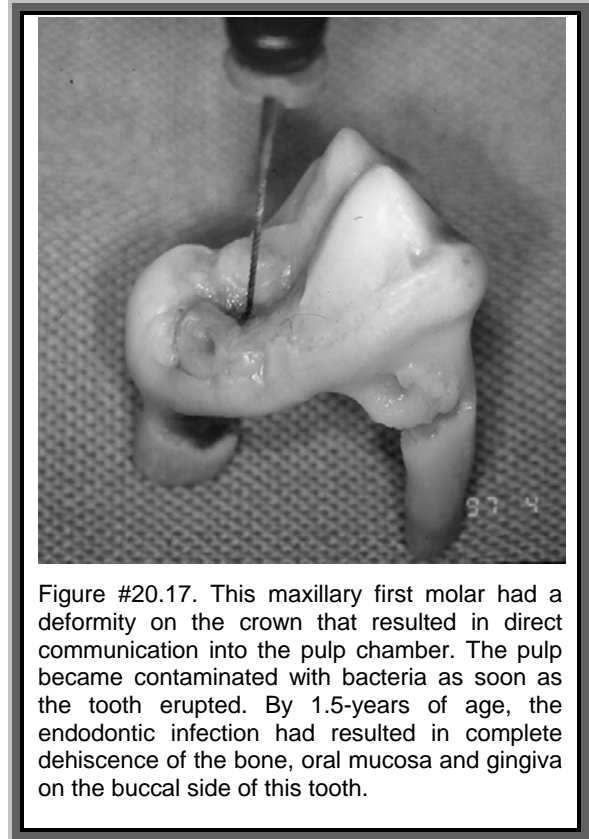 97 4
Figure #20.17. This maxillary first molar had a
deformity on the crown that resulted in direct
communication into the pulp chamber. The pulp
became contaminated with bacteria as soon as
the tooth erupted. By 1.5-years of age, the
endodontic infection had resulted in complete
dehiscence of the bone, oral mucosa and gingiva
on the buccal side of this tooth.